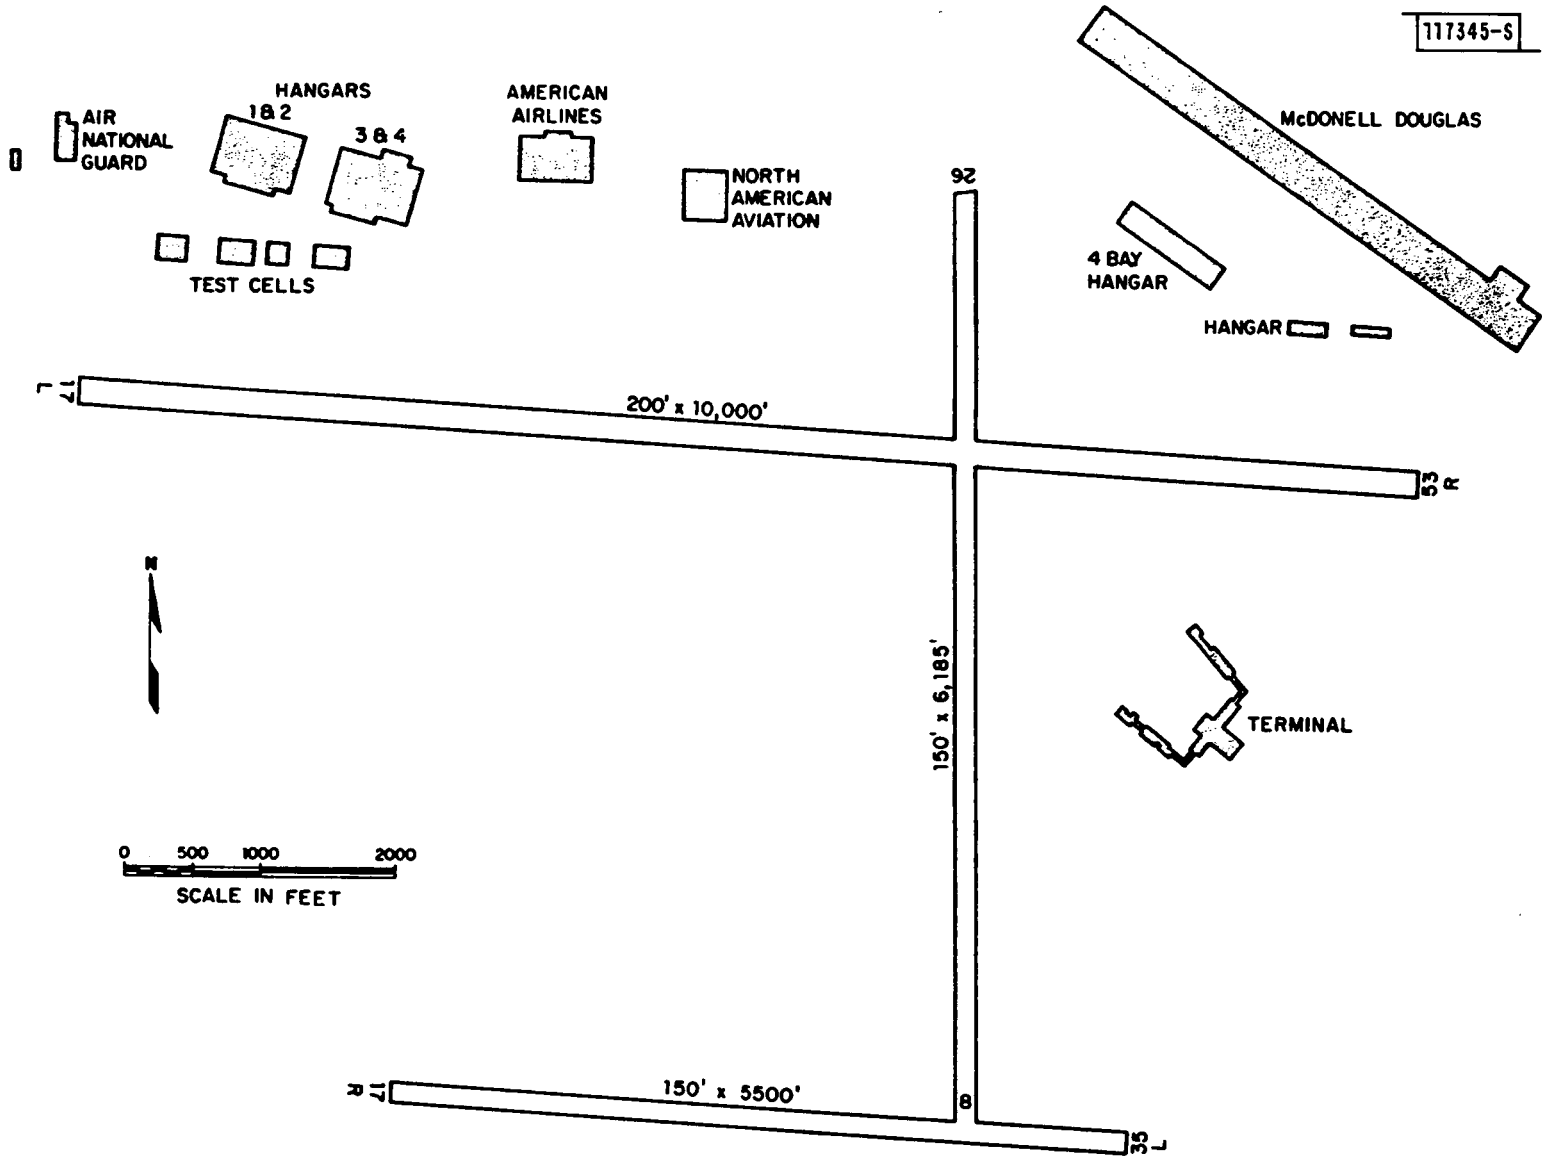 117345-S
HANGARS
1 & 2
3 & 4
AIR
NATIONAL
GUARD
AMERICAN
AIRLINES
McDONELL DOUGLAS
NORTH
AMERICAN
AVIATION
26
4 BAY
HANGAR
TEST CELLS
HANGAR
17
L
200' x 10,000'
53
R
N
150' x 6,185'
TERMINAL
0 500 1000 2000
SCALE IN FEET
17
R
150' x 5500'
8
35
L